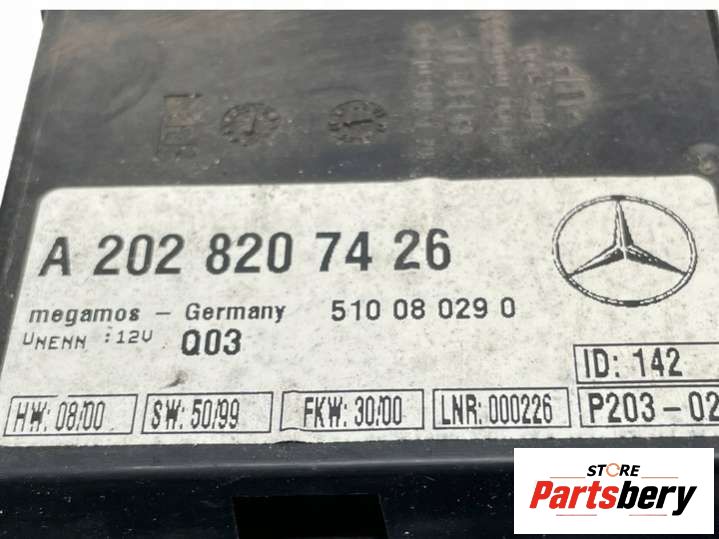 A 202 820 74 26
megamos – Germany 510 08 029 0
UNENN :12V Q03
ID: 142
HW: 08/00 SW: 50/99 FKW: 30/00 LNR: 000226 P203-02
STORE
Partsbery